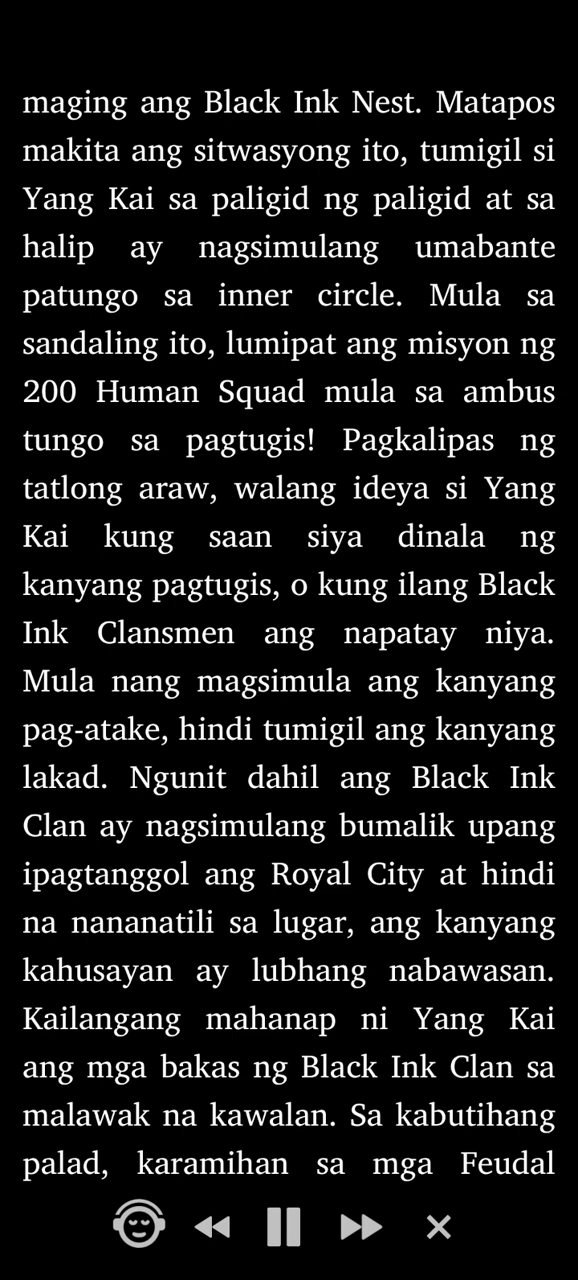 maging ang Black Ink Nest. Matapos
makita ang sitwasyong ito, tumigil si
Yang Kai sa paligid ng paligid at sa
halip ay nagsimulang umabante
patungo sa inner circle. Mula sa
sandaling ito, lumipat ang misyon ng
200 Human Squad mula sa ambus
tungo sa pagtugis! Pagkalipas ng
tatlong araw, walang ideya si Yang
Kai kung saan siya dinala ng
kanyang pagtugis, o kung ilang Black
Ink Clansmen ang napatay niya.
Mula nang magsimula ang kanyang
pag-atake, hindi tumigil ang kanyang
lakad. Ngunit dahil ang Black Ink
Clan ay nagsimulang bumalik upang
ipagtanggol ang Royal City at hindi
na nananatili sa lugar, ang kanyang
kahusayan ay lubhang nabawasan.
Kailangang mahanap ni Yang Kai
ang mga bakas ng Black Ink Clan sa
malawak na kawalan. Sa kabutihang
palad, karamihan sa mga Feudal